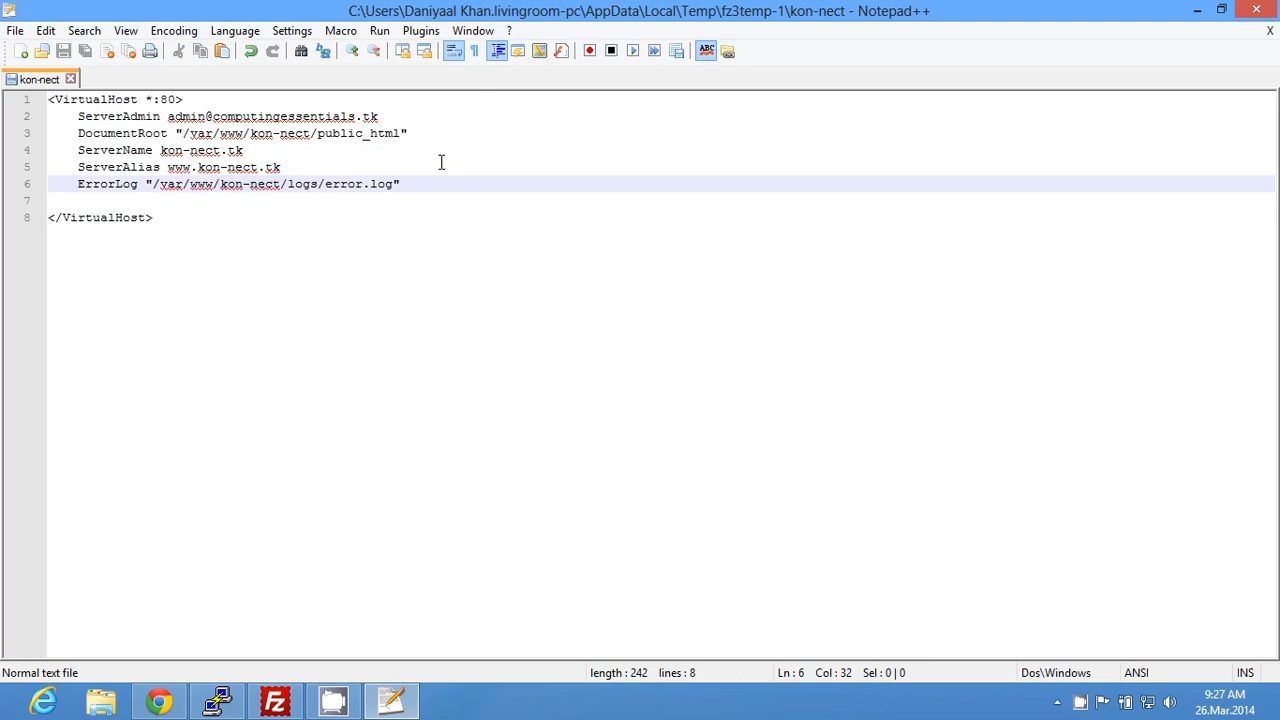 C:\Users\Daniyaal Khan.livingroom-pc\AppData\Local\Temp\fz3temp-1\kon-nect - Notepad++
File Edit Search View Encoding Language Settings Macro Run Plugins Window ? X
kon-nect
1 <VirtualHost *:80>
2 ServerAdmin admin@computingessentials.tk
3 DocumentRoot "/var/www/kon-nect/public_html"
4 ServerName kon-nect.tk
5 ServerAlias www.kon-nect.tk
6 ErrorLog "/var/www/kon-nect/logs/error.log"
7
8 </VirtualHost>
Normal text file length : 242 lines : 8 Ln : 6 Col : 32 Sel : 0 | 0 Dos\Windows ANSI INS
9:27 AM
26.Mar.2014